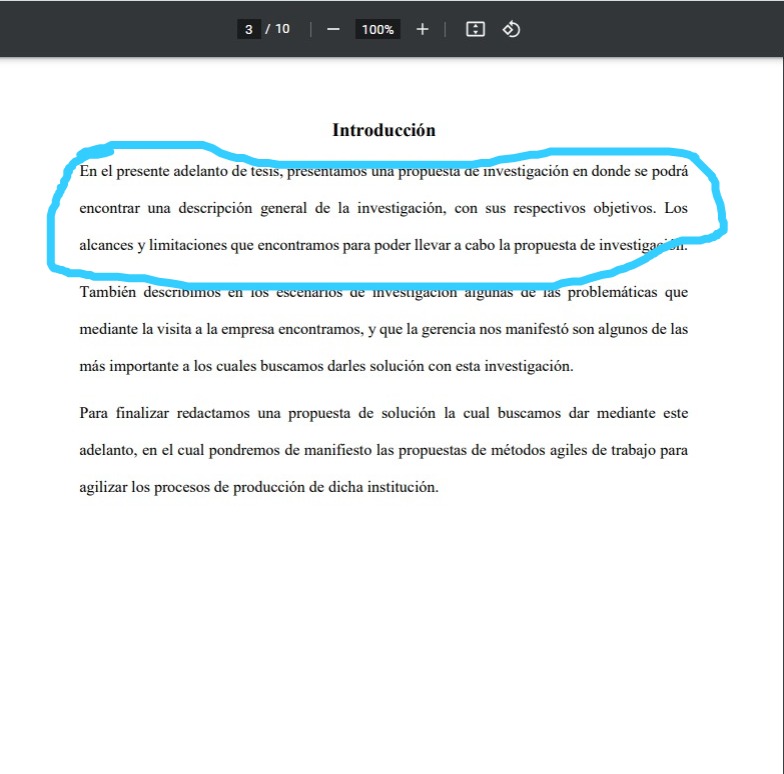 3 / 10
100%
Introducción
En el presente adelanto de tesis, presentamos una propuesta de investigación en donde se podrá
encontrar una descripción general de la investigación, con sus respectivos objetivos. Los
alcances y limitaciones que encontramos para poder llevar a cabo la propuesta de investigación.
También describimos en los escenarios de investigación algunas de las problemáticas que
mediante la visita a la empresa encontramos, y que la gerencia nos manifestó son algunos de las
más importante a los cuales buscamos darles solución con esta investigación.
Para finalizar redactamos una propuesta de solución la cual buscamos dar mediante este
adelanto, en el cual pondremos de manifiesto las propuestas de métodos agiles de trabajo para
agilizar los procesos de producción de dicha institución.